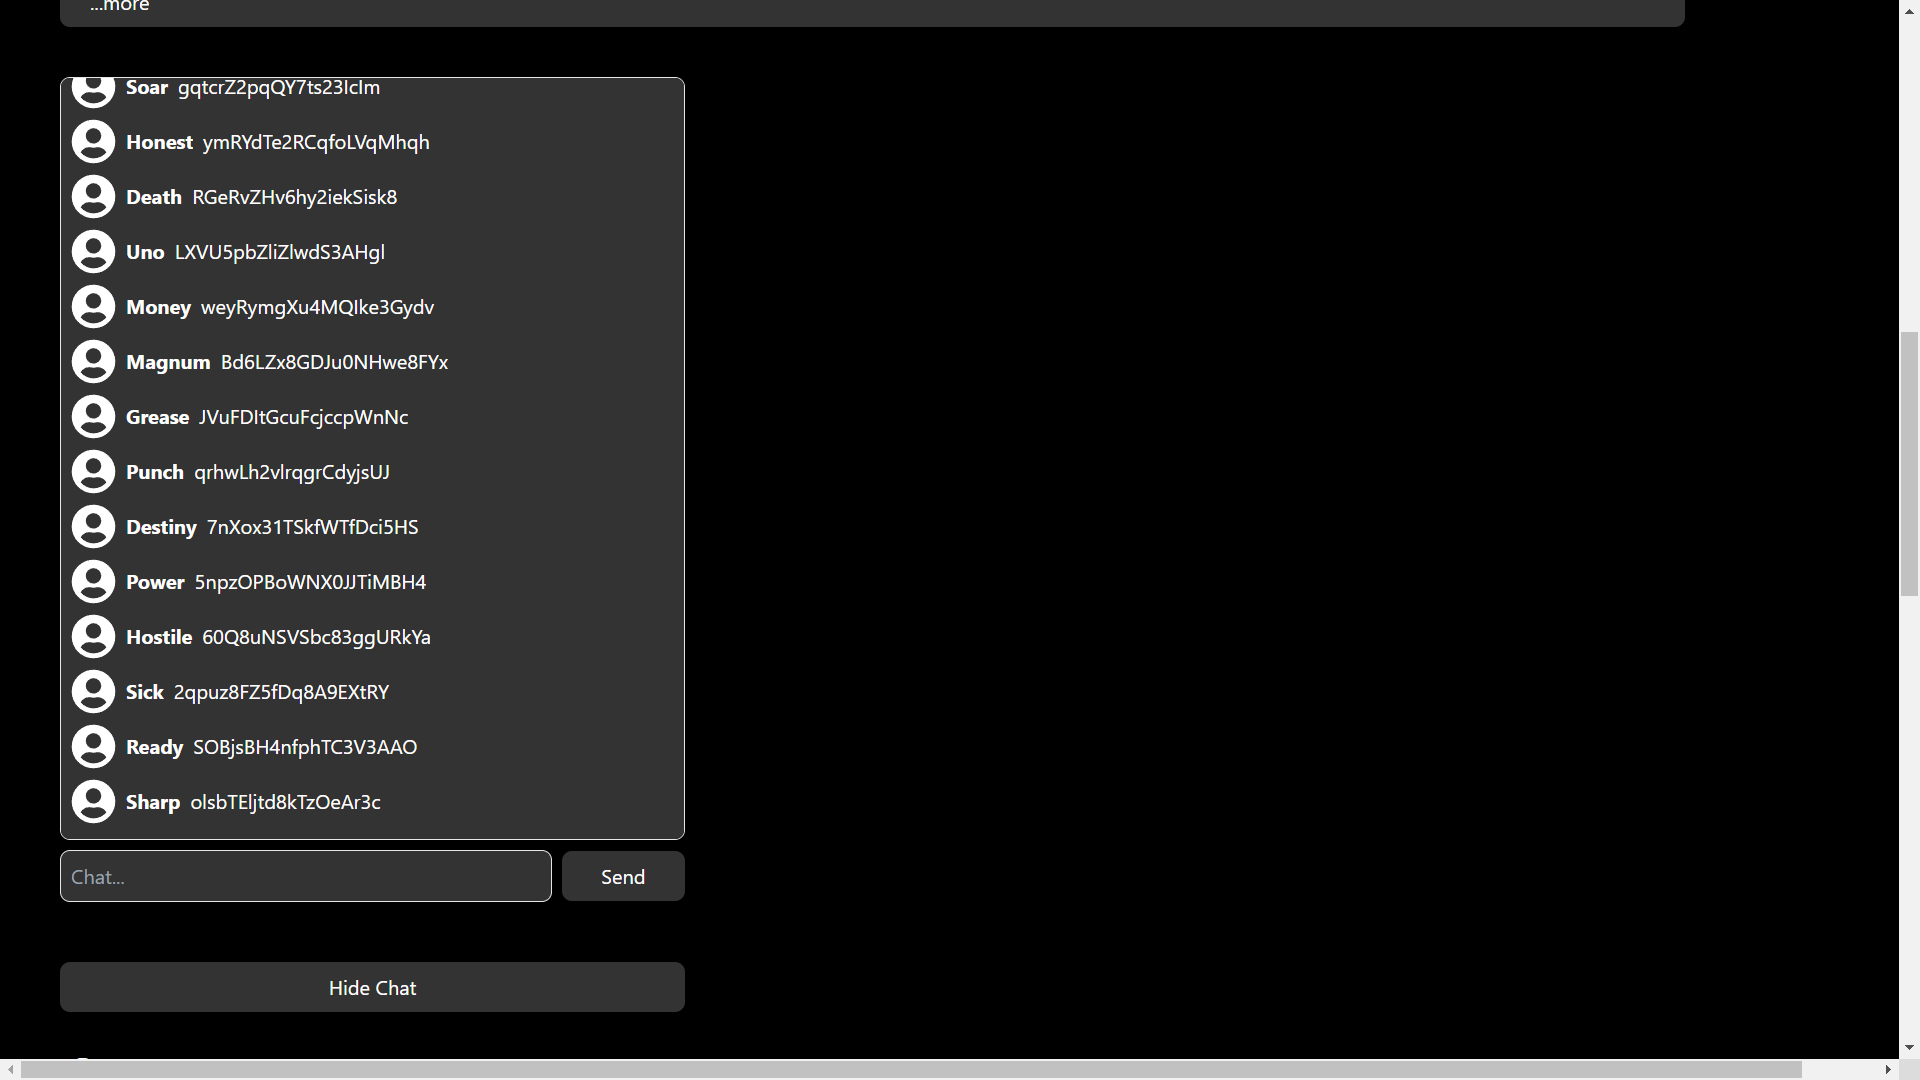 ...more
Soar gqtcrZ2pqQY7ts23IcIm
Honest ymRYdTe2RCqfoLVqMhqh
Death RGeRvZHv6hy2iekSisk8
Uno LXVU5pbZliZlwdS3AHgl
Money weyRymgXu4MQIke3Gydv
Magnum Bd6LZx8GDJu0NHwe8FYx
Grease JVuFDItGcuFcjccpWnNc
Punch qrhwLh2vlrqgrCdyjsUJ
Destiny 7nXox31TSkfWTfDci5HS
Power 5npzOPBoWNX0JJTiMBH4
Hostile 60Q8uNSVSbc83ggURkYa
Sick 2qpuz8FZ5fDq8A9EXtRY
Ready SOBjsBH4nfphTC3V3AAO
Sharp olsbTEljtd8kTzOeAr3c
Chat...
Send
Hide Chat